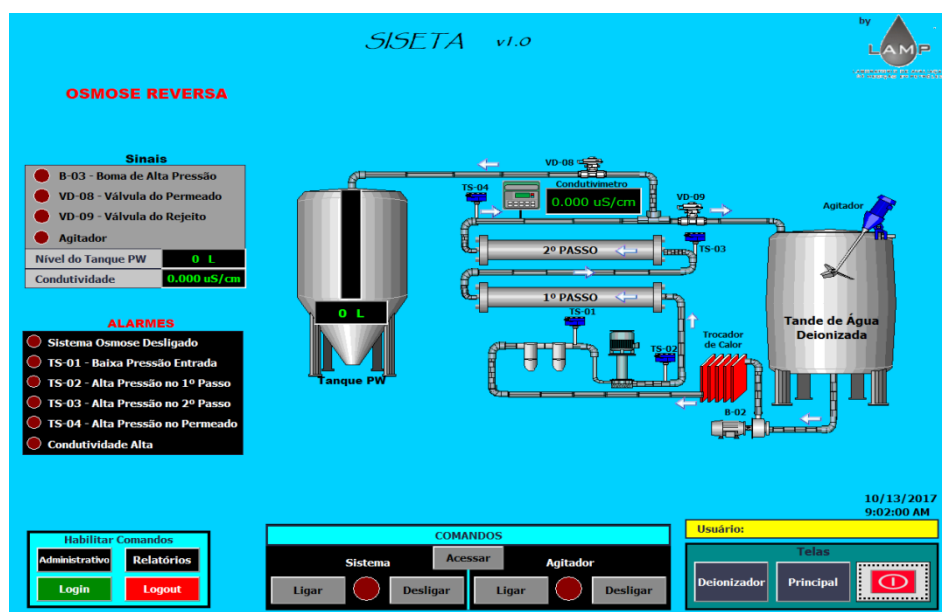 SISETA v1.0
by
LAMP
OSMOSE REVERSA
Sinais
B-03 - Boma de Alta Pressão
VD-08 - Válvula do Permeado
VD-09 - Válvula do Rejeito
Agitador
Nível do Tanque PW 0 L
Condutividade 0.000 uS/cm
ALARMES
Sistema Osmose Desligado
TS-01 - Baixa Pressão Entrada
TS-02 - Alta Pressão no 1º Passo
TS-03 - Alta Pressão no 2º Passo
TS-04 - Alta Pressão no Permeado
Condutividade Alta
VD-08
TS-04
Condutivimetro
0.000 uS/cm
VD-09
Agitador
2º PASSO
TS-03
1º PASSO
TS-01
0 L
Tanque PW
TS-02
Trocador
de Calor
Tande de Água
Deionizada
B-02
10/13/2017
9:02:00 AM
Habilitar Comandos
Administrativo
Relatórios
Login
Logout
COMANDOS
Acessar
Sistema
Agitador
Ligar
Desligar
Ligar
Desligar
Usuário:
Telas
Deionizador
Principal